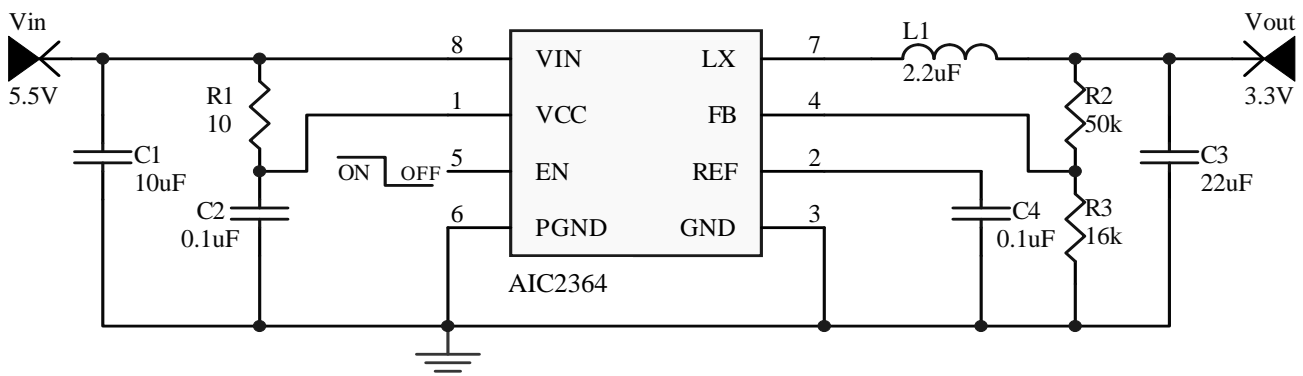 Vin
5.5V
C1
10uF
R1
10
C2
0.1uF
ON OFF
8
1
5
6
VIN
VCC
EN
PGND
LX
FB
REF
GND
AIC2364
7
4
2
3
L1
2.2uF
C4
0.1uF
R2
50k
R3
16k
C3
22uF
Vout
3.3V